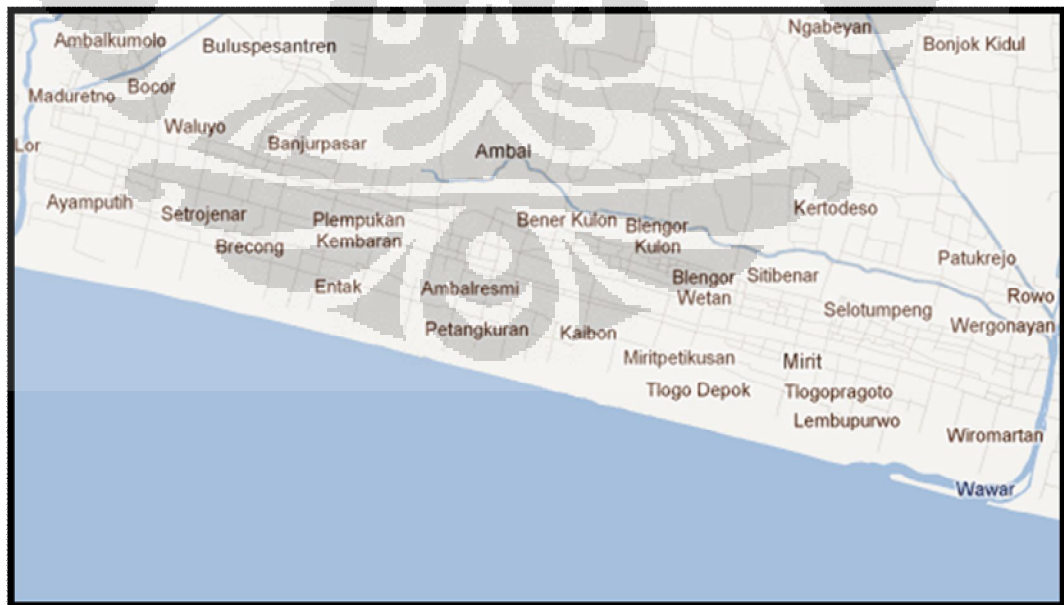 Ngabeyan
Ambalkumolo
Buluspesantren
Bonjok Kidul
Bocor
Maduretno
Waluyo
Banjurpasar
Lor
Ambal
Ayamputih
Setrojenar
Plempukan
Kembaran
Bener Kulon
Blengor
Kulon
Kertodeso
Brecong
Patukrejo
Entak
Ambalresmi
Blengor
Wetan
Sitibenar
Rowo
Selotumpeng
Wergonayan
Petangkuran
Kaibon
Miritpetikusan
Mirit
Tlogo Depok
Tlogopragoto
Lembupurwo
Wiromartan
Wawar